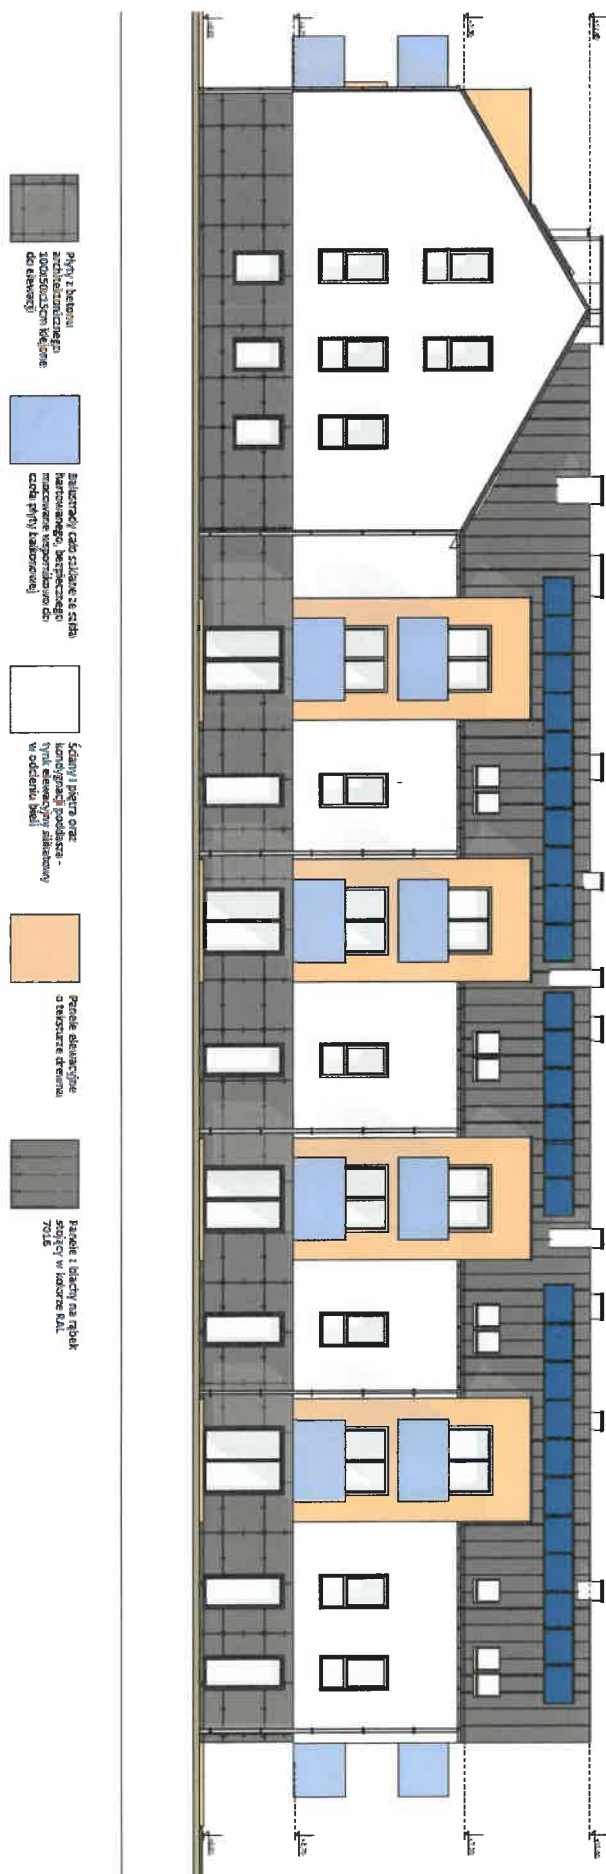 Płyty z betonu
architektonicznego
100x50x1,5cm klejone
do elewacji
Balustrady cało szklane ze szkła
hartowanego, bezpiecznego
mocowane wspornikowo do
czoła płyty balkonowej
Ściany I piętra oraz
kondygnacji poddasza -
tynk elewacyjny silikatowy
w odcieniu bieli
Panele elewacyjne
o teksturze drewna
Panele z blachy na rąbek
stojący w kolorze RAL
7016